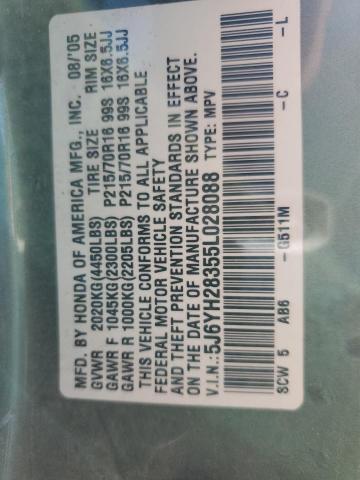 MFD. BY HONDA OF AMERICA MFG., INC. 08/'05
GVWR 2020KG(4450LBS) TIRE SIZE RIM SIZE
GAWR F 1045KG(2300LBS) P215/70R16 99S 16X6.5JJ
GAWR R 1000KG(2205LBS) P215/70R16 99S 16X6.5JJ
THIS VEHICLE CONFORMS TO ALL APPLICABLE
FEDERAL MOTOR VEHICLE SAFETY
AND THEFT PREVENTION STANDARDS IN EFFECT
ON THE DATE OF MANUFACTURE SHOWN ABOVE.
V.I.N.:5J6YH28355L028088 TYPE: MPV
SCW 5 AB6 -G511M -C -L